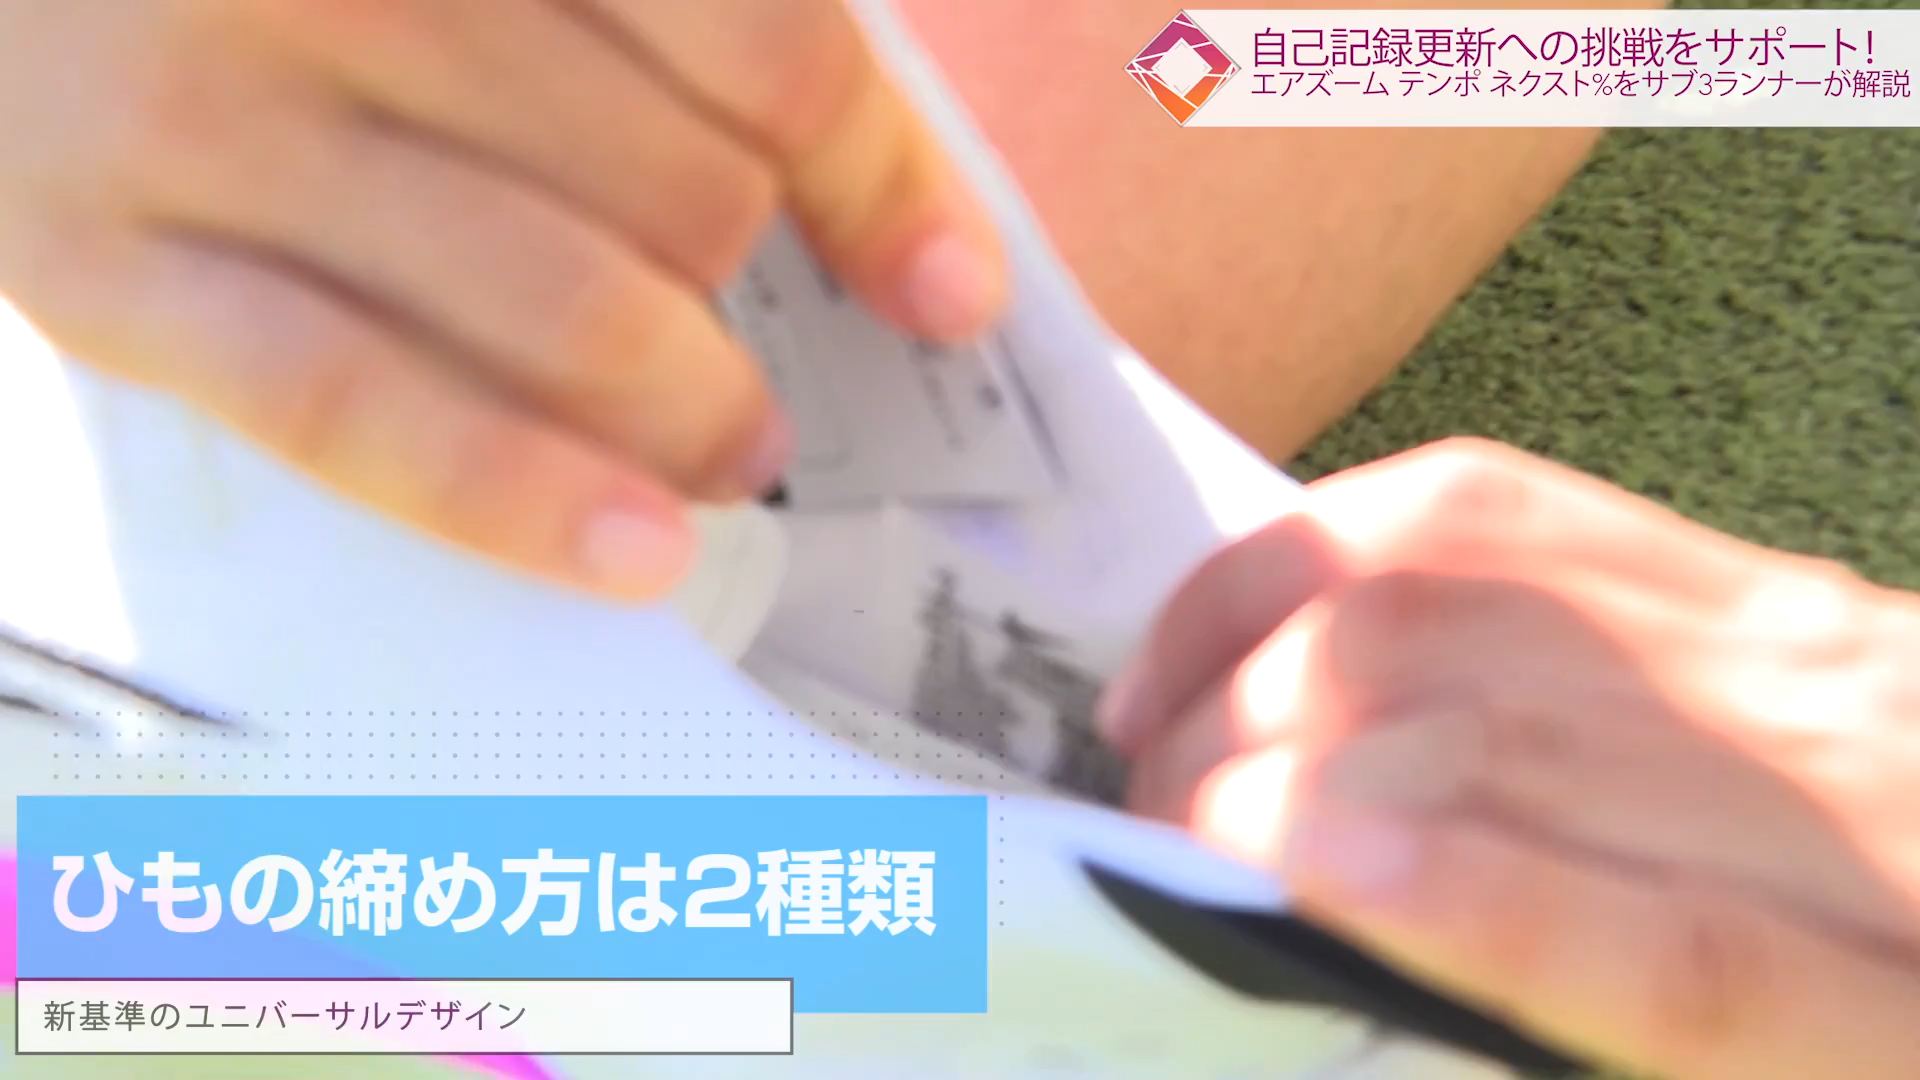 自己記録更新への挑戦をサポート!
エアズーム テンポ ネクスト%をサブ3ランナーが解説
ひもの締め方は2種類
新基準のユニバーサルデザイン